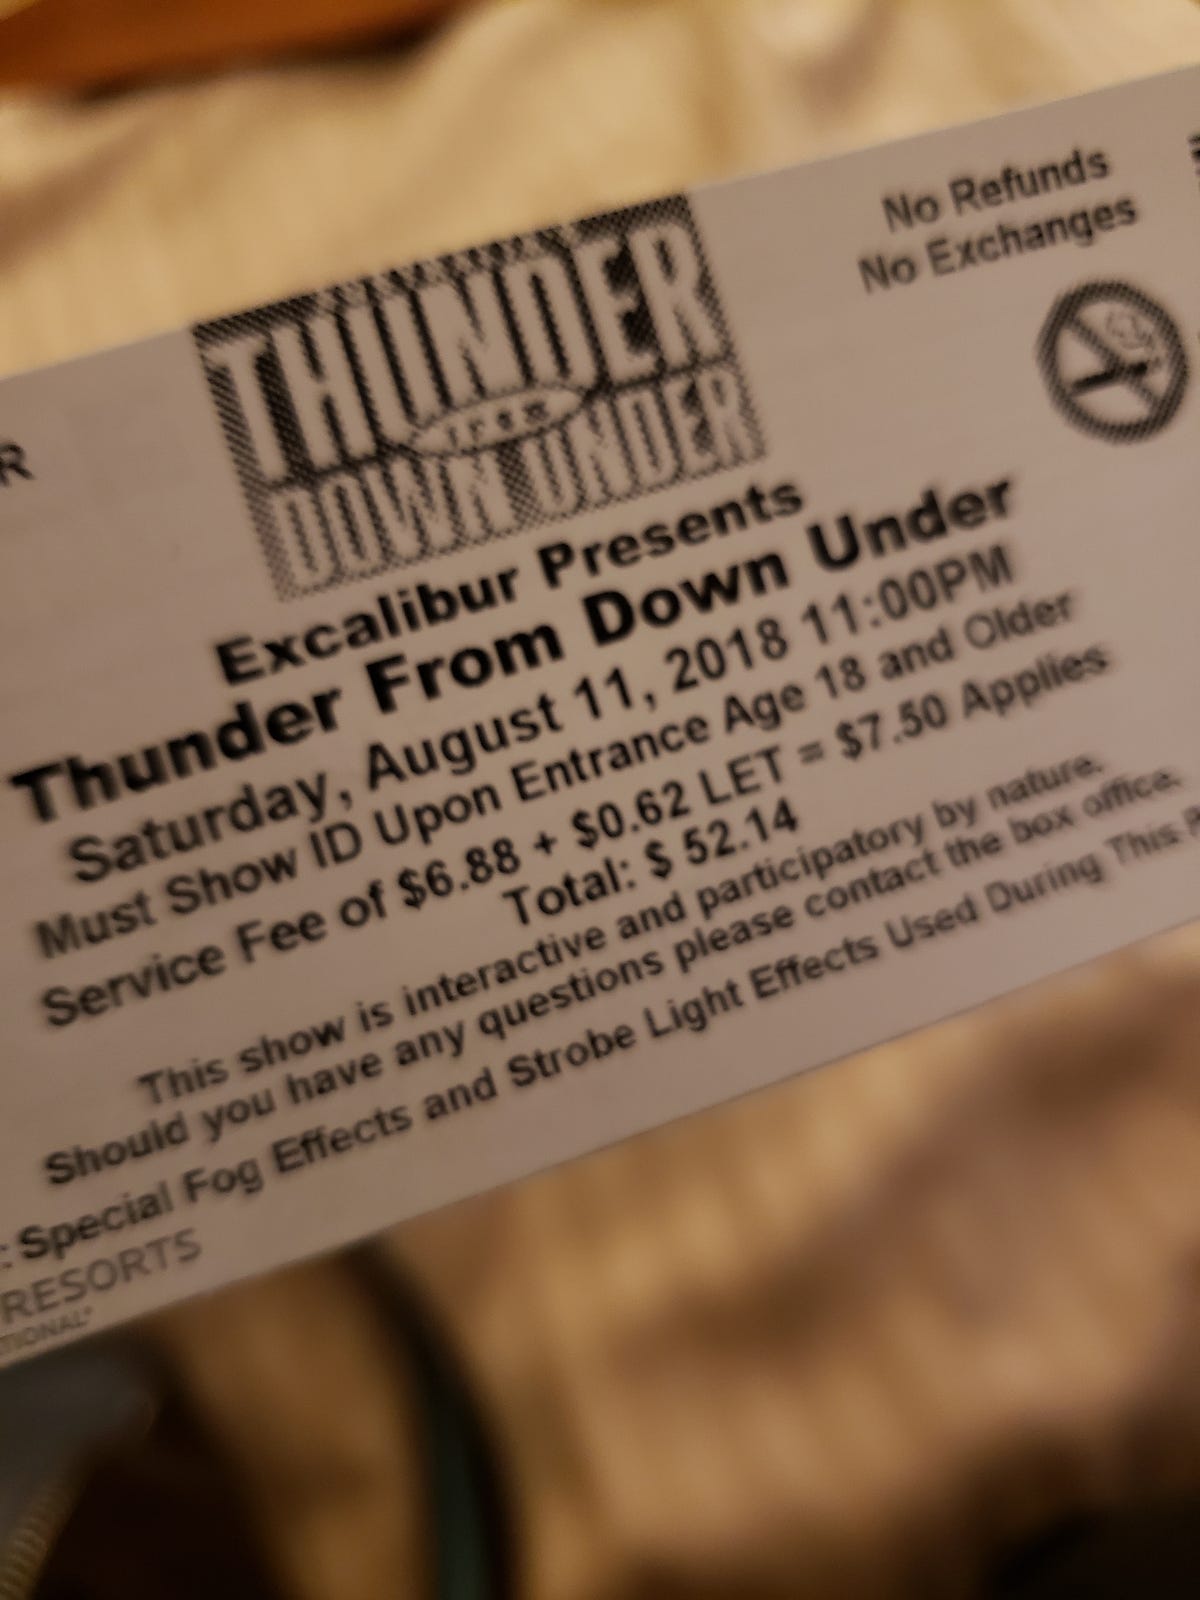 No Refunds
No Exchanges
R
THUNDER
from
DOWN UNDER
Excalibur Presents
Thunder From Down Under
Saturday, August 11, 2018 11:00PM
Must Show ID Upon Entrance Age 18 and Older
Service Fee of $6.88 + $0.62 LET = $7.50 Applies
Total: $ 52.14
This show is interactive and participatory by nature.
Should you have any questions please contact the box office.
: Special Fog Effects and Strobe Light Effects Used During This P
RESORTS
TIONAL